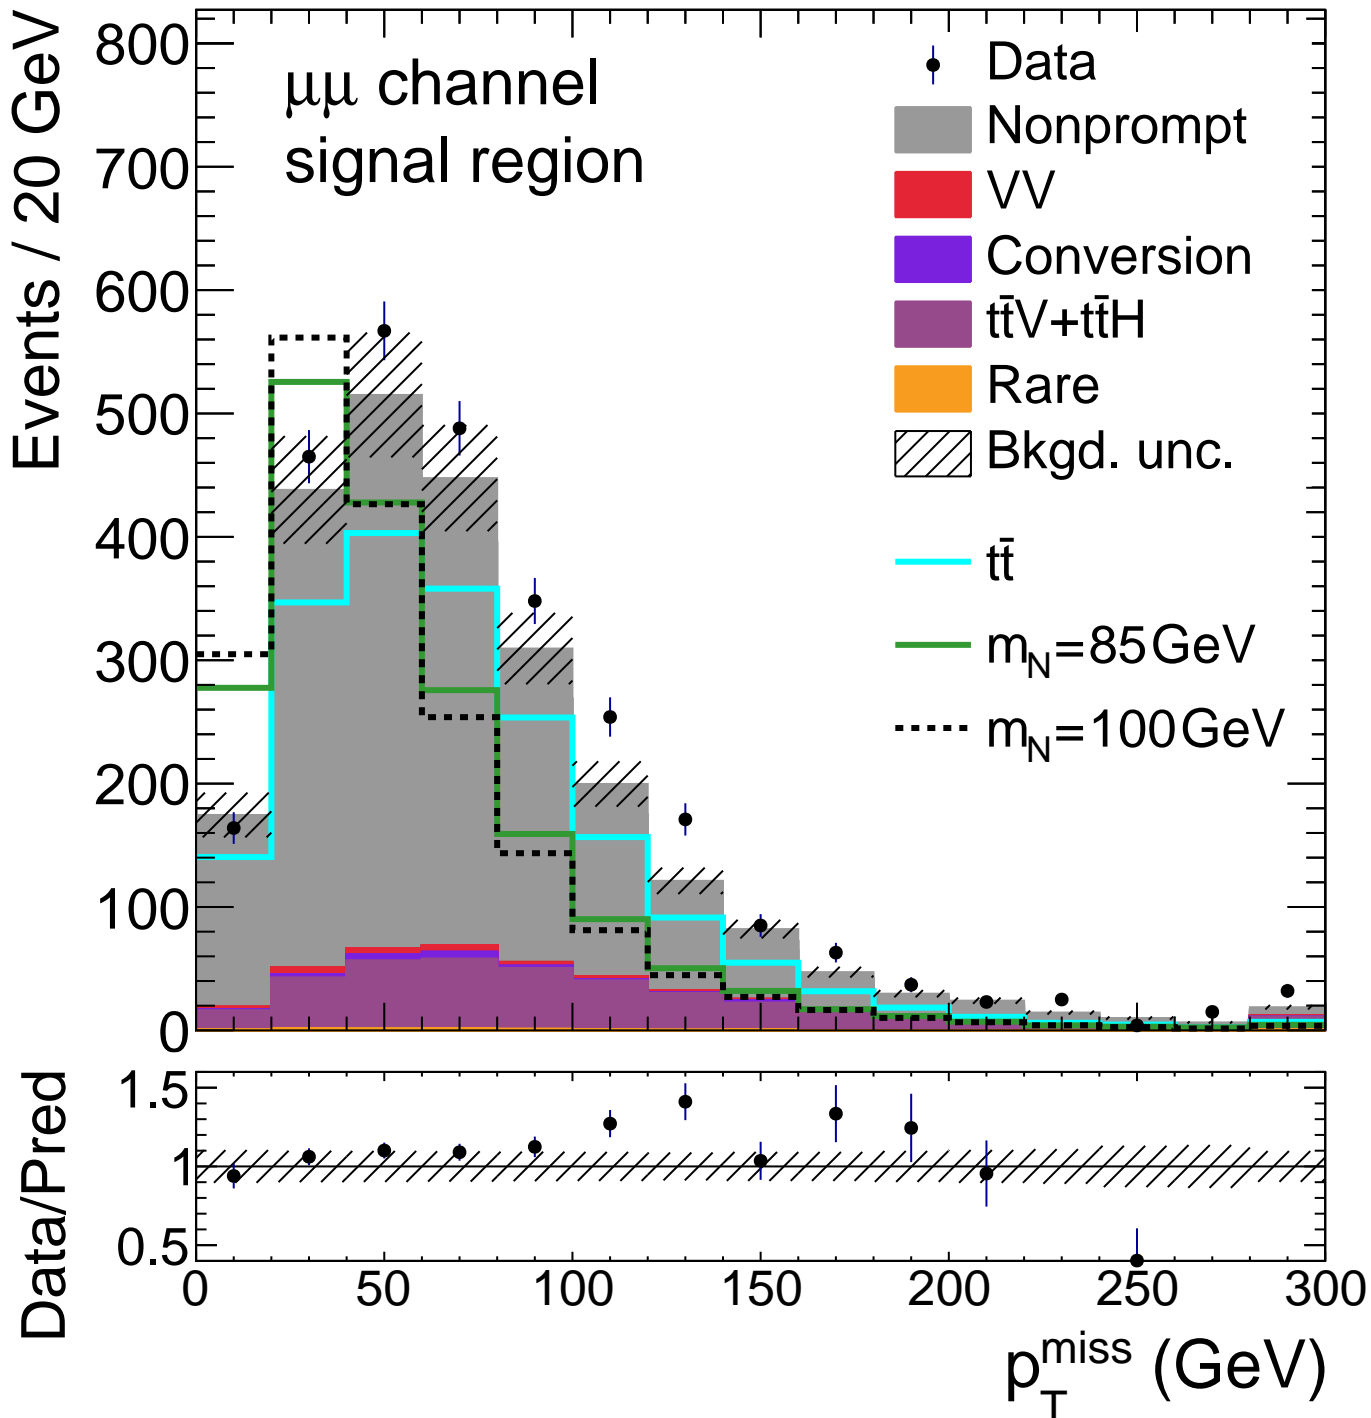 Events / 20 GeV
800
700
600
500
400
300
200
100
0
μμ channel
signal region
Data
Nonprompt
VV
Conversion
tt̄V+tt̄H
Rare
Bkgd. unc.
tt̄
m_N=85GeV
m_N=100GeV
Data/Pred
1.5
1
0.5
0 50 100 150 200 250 300
p_T^miss (GeV)